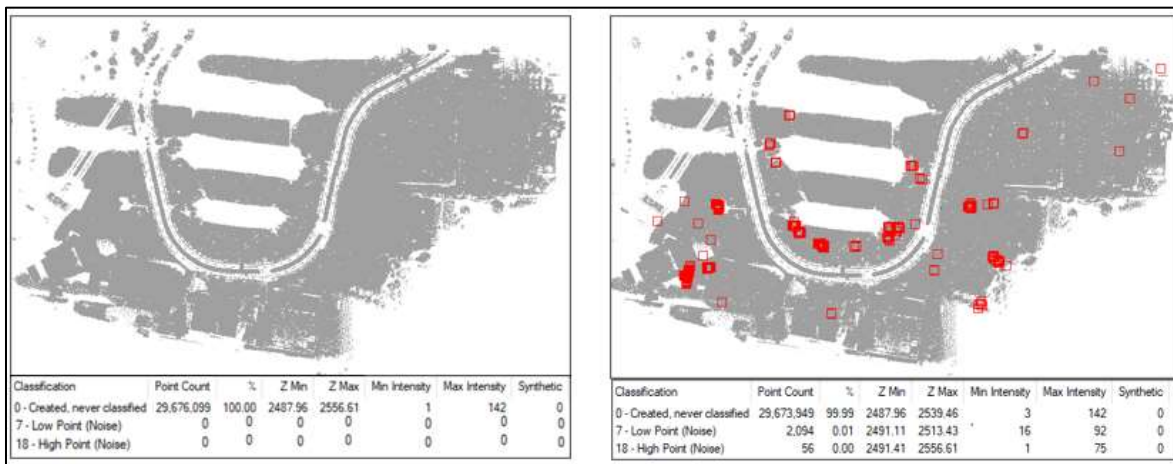 Classification Point Count % Z Min Z Max Min Intensity Max Intensity Synthetic
0 - Created, never classified 29,676,099 100.00 2487.96 2556.61 1 142 0
7 - Low Point (Noise) 0 0 0 0 0 0 0
18 - High Point (Noise) 0 0 0 0 0 0 0
Classification Point Count % Z Min Z Max Min Intensity Max Intensity Synthetic
0 - Created, never classified 29,673,949 99.99 2487.96 2539.46 3 142 0
7 - Low Point (Noise) 2,094 0.01 2491.11 2513.43 16 92 0
18 - High Point (Noise) 56 0.00 2491.41 2556.61 1 75 0